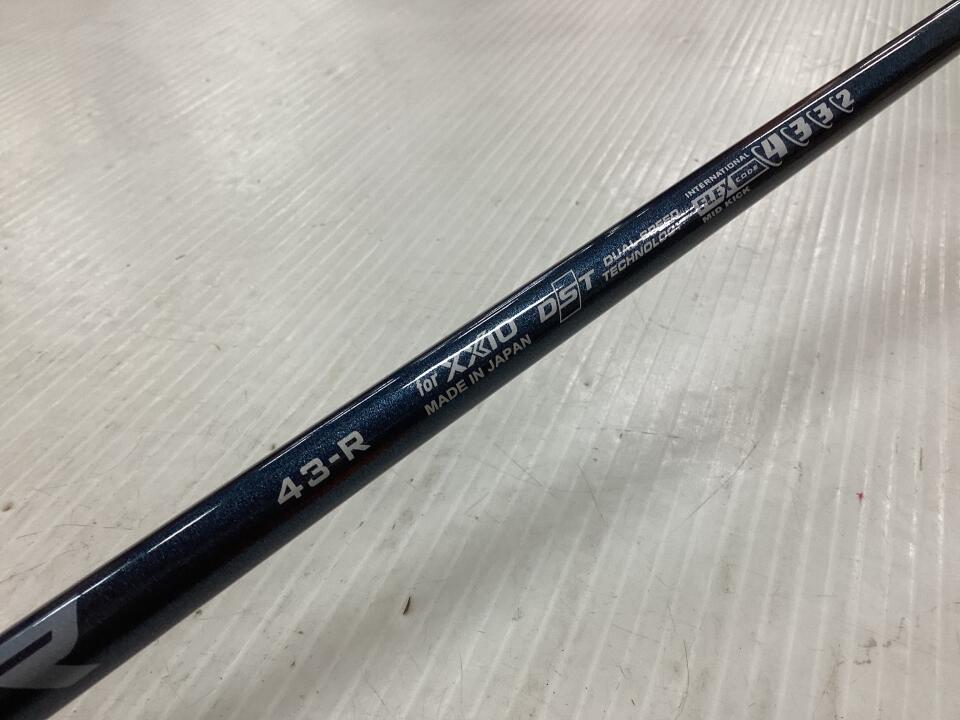 R
43-R
for XXIO
MADE IN JAPAN
DST
DUAL SPEED
TECHNOLOGY
INTERNATIONAL
FLEX CODE
MID KICK
4332